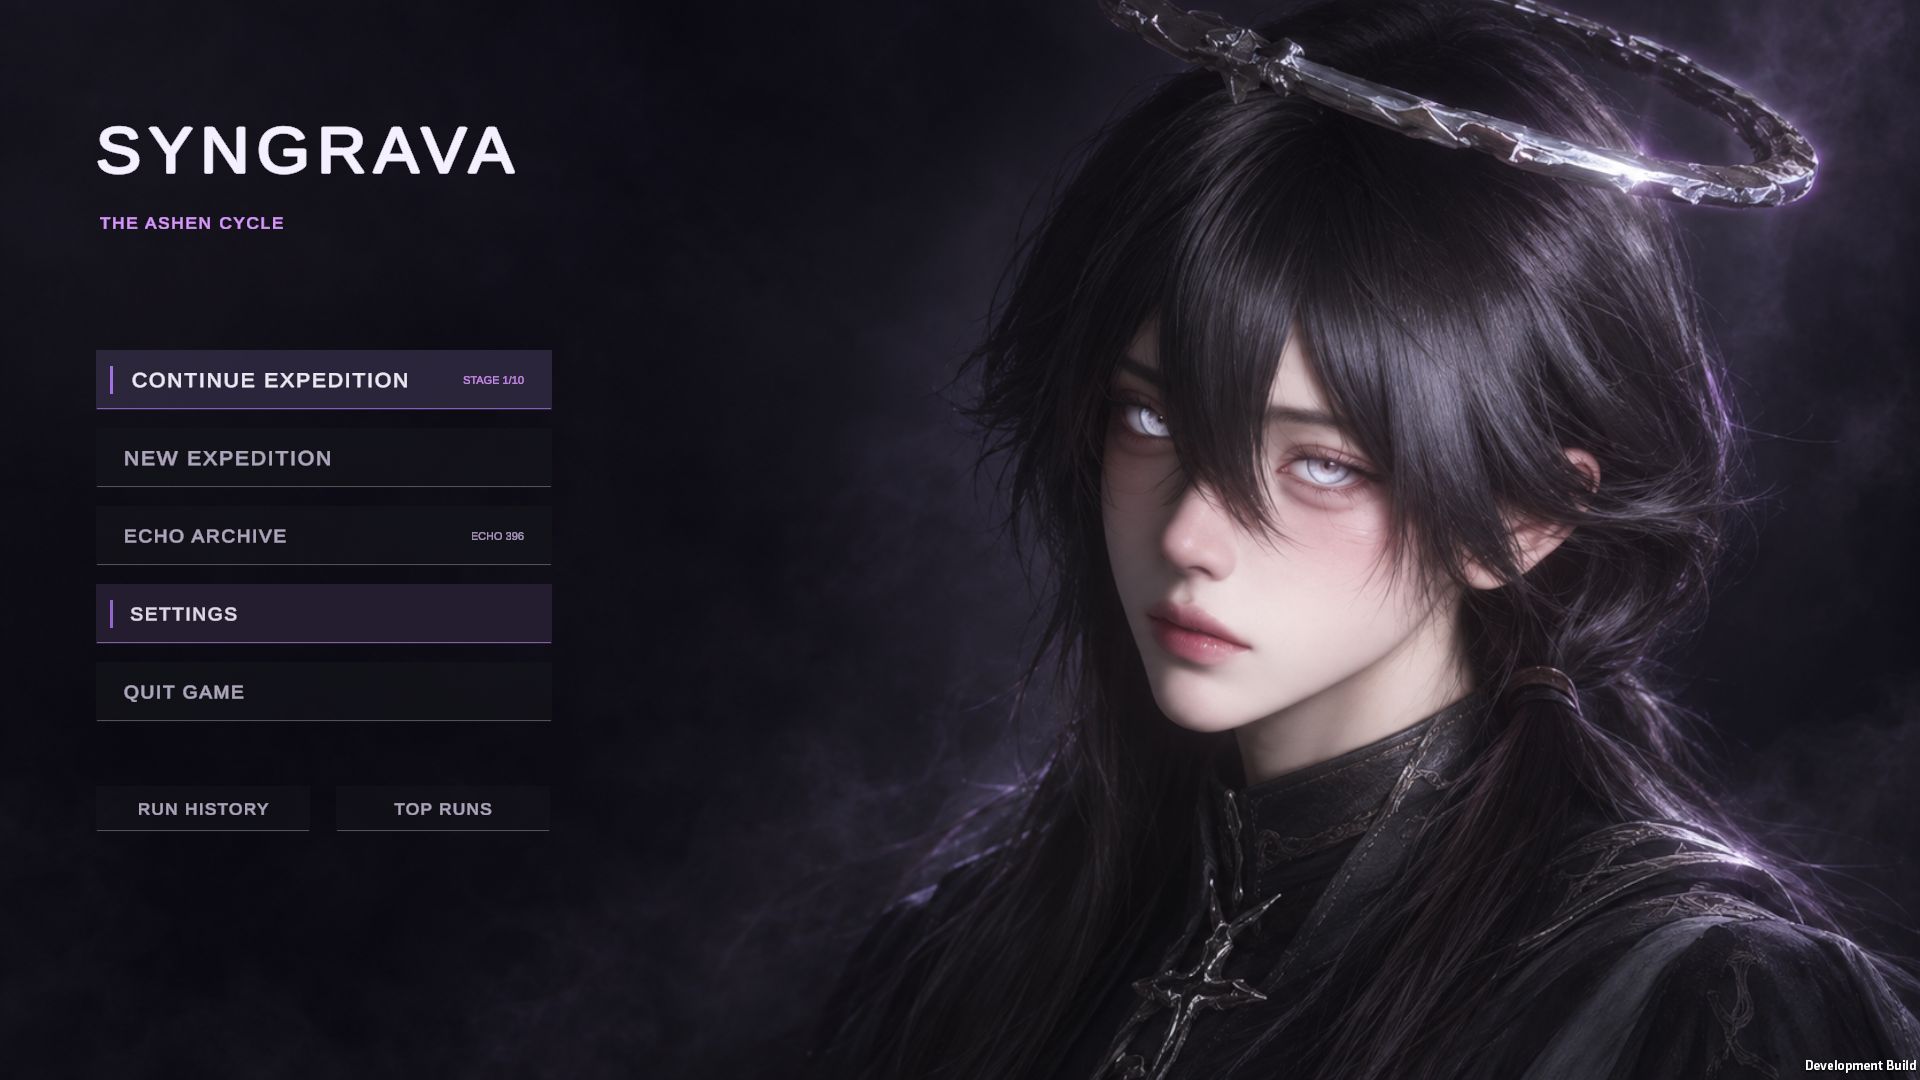 SYNGRAVA
THE ASHEN CYCLE
CONTINUE EXPEDITION STAGE 1/10
NEW EXPEDITION
ECHO ARCHIVE ECHO 396
SETTINGS
QUIT GAME
RUN HISTORY TOP RUNS
Development Build